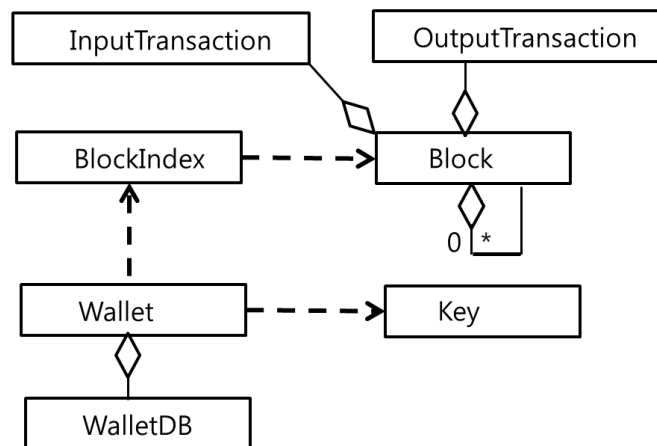 InputTransaction
OutputTransaction
BlockIndex
Block
0 *
Wallet
Key
WalletDB